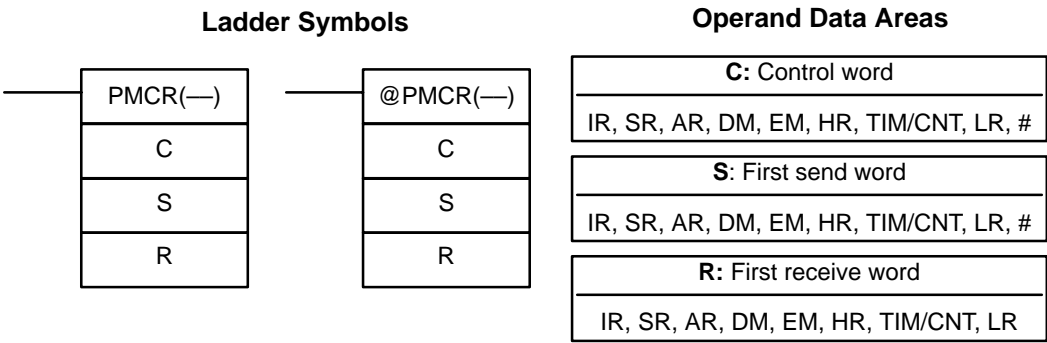 Ladder Symbols
PMCR(––)
C
S
R
@PMCR(––)
C
S
R
Operand Data Areas
C: Control word
IR, SR, AR, DM, EM, HR, TIM/CNT, LR, #
S: First send word
IR, SR, AR, DM, EM, HR, TIM/CNT, LR, #
R: First receive word
IR, SR, AR, DM, EM, HR, TIM/CNT, LR